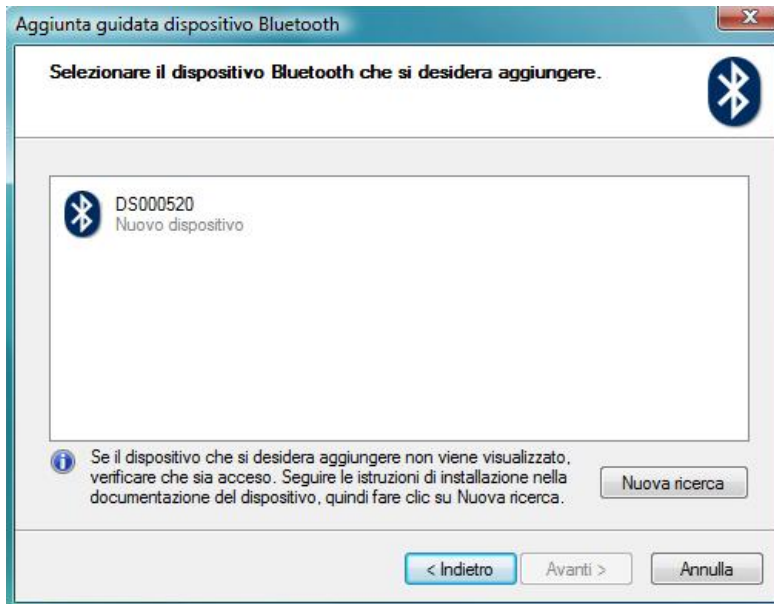 Aggiunta guidata dispositivo Bluetooth
Selezionare il dispositivo Bluetooth che si desidera aggiungere.
DS000520
Nuovo dispositivo
Se il dispositivo che si desidera aggiungere non viene visualizzato,
verificare che sia acceso. Seguire le istruzioni di installazione nella
documentazione del dispositivo, quindi fare clic su Nuova ricerca.
Nuova ricerca
< Indietro
Avanti >
Annulla